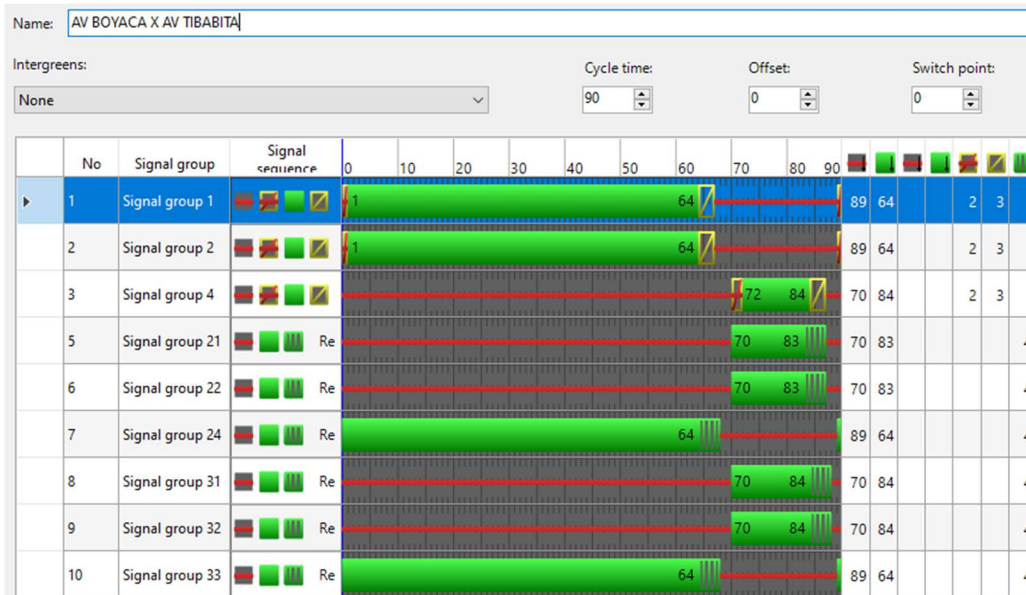 Name: AV BOYACA X AV TIBABITA
Intergreens: Cycle time: Offset: Switch point:
None 90 0 0
No Signal group Signal sequence 0 10 20 30 40 50 60 70 80 90
1 Signal group 1 1 64 89 64 2 3
2 Signal group 2 1 64 89 64 2 3
3 Signal group 4 72 84 70 84 2 3
5 Signal group 21 Re 70 83 70 83
6 Signal group 22 Re 70 83 70 83
7 Signal group 24 Re 64 89 64
8 Signal group 31 Re 70 84 70 84
9 Signal group 32 Re 70 84 70 84
10 Signal group 33 Re 64 89 64